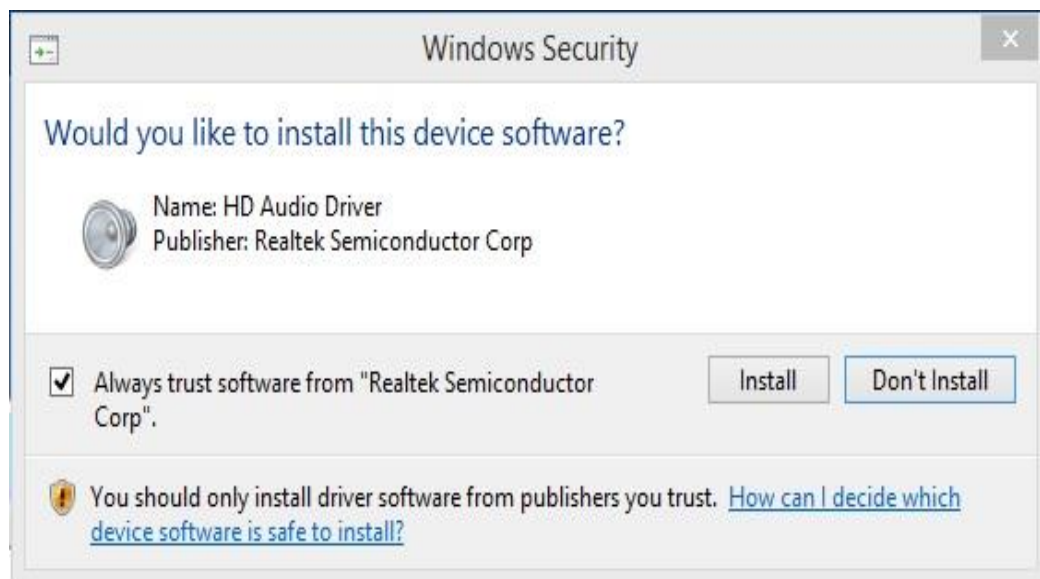 Windows Security
Would you like to install this device software?
Name: HD Audio Driver
Publisher: Realtek Semiconductor Corp
Always trust software from "Realtek Semiconductor
Corp".
Install
Don't Install
You should only install driver software from publishers you trust. How can I decide which
device software is safe to install?